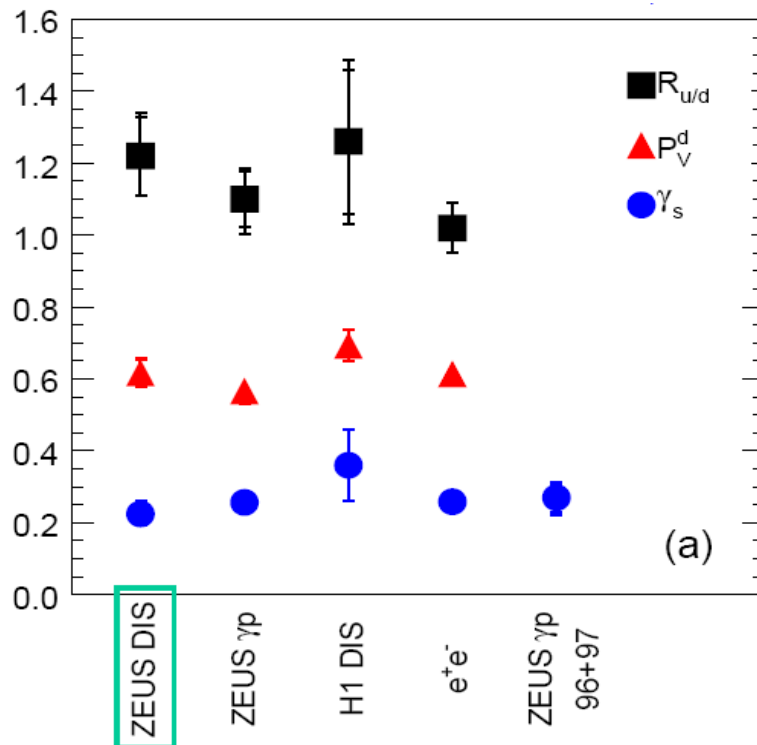 1.6
1.4
1.2
1.0
0.8
0.6
0.4
0.2
0.0
R_{u/d}
P_V^d
γ_s
(a)
ZEUS DIS
ZEUS γp
H1 DIS
e⁺e⁻
ZEUS γp
96+97